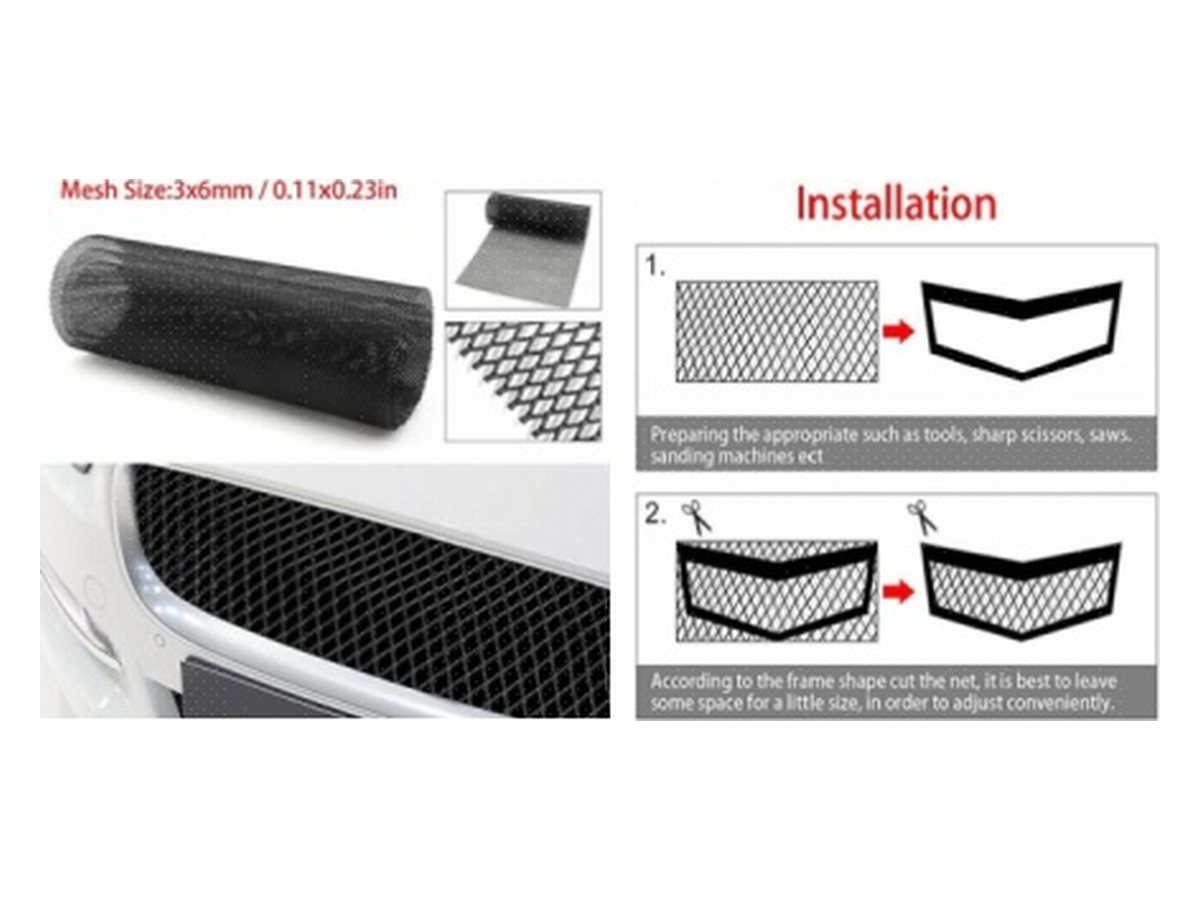 Mesh Size:3x6mm / 0.11x0.23in
Installation
1.
Preparing the appropriate such as tools, sharp scissors, saws.
sanding machines ect
2.
According to the frame shape cut the net, it is best to leave
some space for a little size, in order to adjust conveniently.